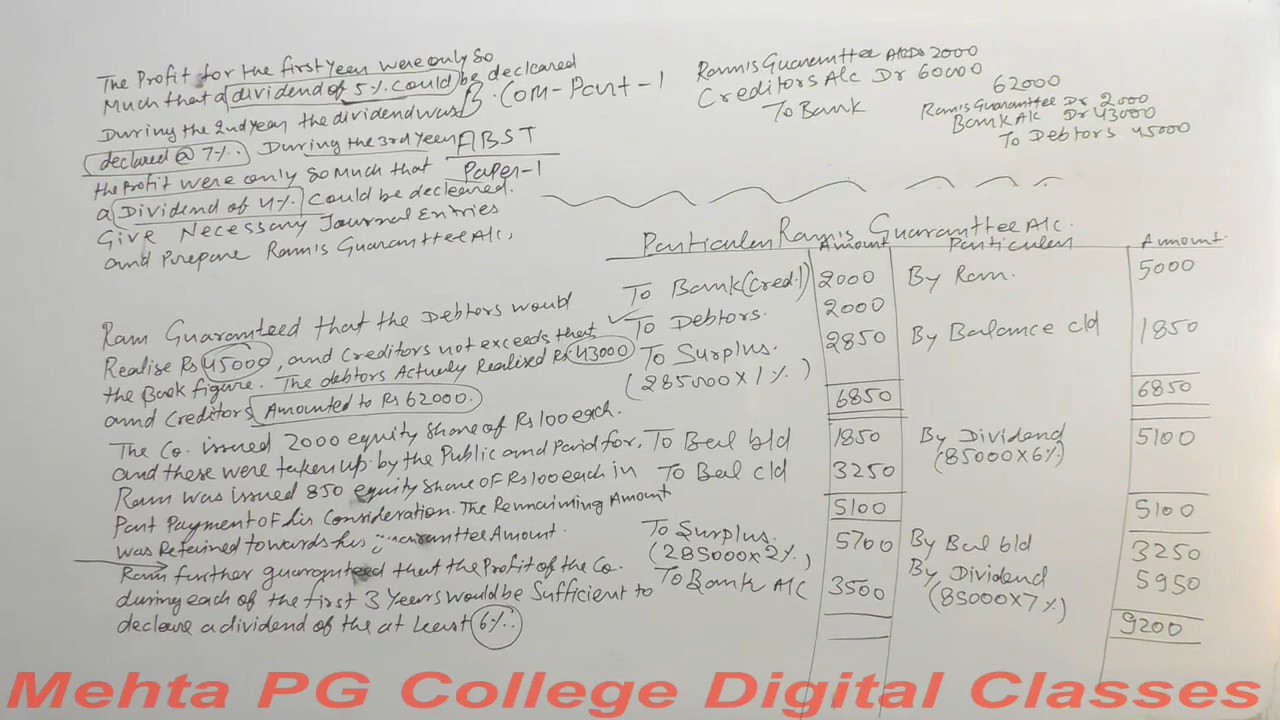 The Profit for the first year were only so
Much that a dividend of 5%. could be decleared
During the 2nd year the dividend was
declared @ 7%.. During the 3rd year
the Profit were only so much that
a Dividend of 4%. could be decleared.
Give Necessary Journal Entries
and Prepare Ram's Guaranttee A/c,
B.Com-Part-1
ABST
Paper-1
Ram's Guaranttee A/c Dr 2000
Creditors A/c Dr 60000
To Bank 62000
Ram's Guaranttee Dr 2000
Bank A/c Dr 43000
To Debtors 45000
Ram Guaranteed that the Debtors would
Realise Rs 45000, and Creditors not exceeds that
the Book figure. The debtors Actually Realised Rs 43000
and Creditors Amounted to Rs 62000.
The Co. issued 2000 equity share of Rs 100 each.
and these were taken up by the Public and Paid for.
Ram was issued 850 equity share of Rs 100 each in
Part Payment of his Consideration. The Remaining Amount
was Retained towards his guaranttee Amount.
Ram further guaranteed that the Profit of the Co.
during each of the first 3 Years would be Sufficient to
declare a dividend of the at Least 6%..
Ram's Guaranttee A/c.
Particuler Amount Particuler Amount
To Bank (Cred.) 2000 By Ram. 5000
To Debtors. 2000
To Surplus. 2850 By Balance c/d 1850
(285000 X 1%.)
6850 6850
To Bal b/d 1850 By Dividend 5100
(85000 X 6%)
To Bal c/d 3250
5100 5100
To Surplus. 5700 By Bal b/d 3250
(285000 X 2%.)
To Bank A/C 3500 By Dividend 5950
(85000 X 7%)
9200
Mehta PG College Digital Classes